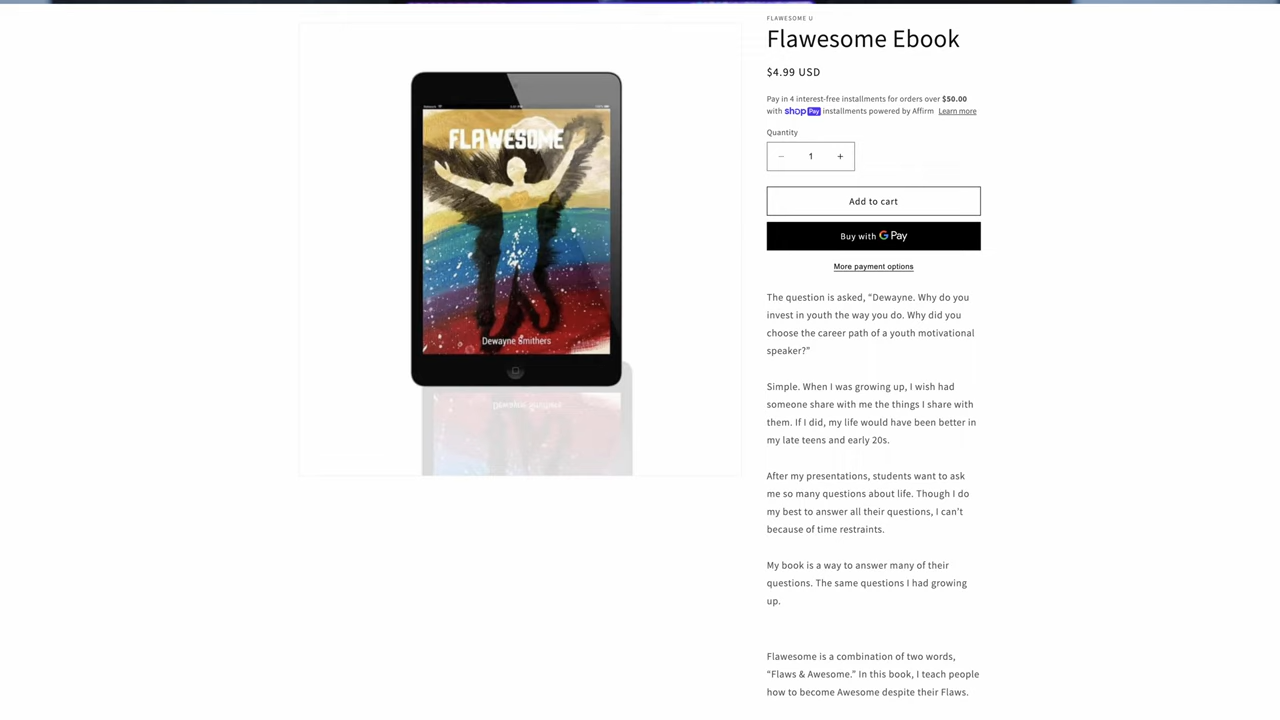 FLAWESOME U
Flawesome Ebook
$4.99 USD
Pay in 4 interest-free installments for orders over $50.00
with shop Pay installments powered by Affirm Learn more
Quantity
− 1 +
Add to cart
Buy with G Pay
More payment options
FLAWESOME
Dewayne Smithers
The question is asked, “Dewayne. Why do you
invest in youth the way you do. Why did you
choose the career path of a youth motivational
speaker?”
Simple. When I was growing up, I wish had
someone share with me the things I share with
them. If I did, my life would have been better in
my late teens and early 20s.
After my presentations, students want to ask
me so many questions about life. Though I do
my best to answer all their questions, I can't
because of time restraints.
My book is a way to answer many of their
questions. The same questions I had growing
up.
Flawesome is a combination of two words,
“Flaws & Awesome.” In this book, I teach people
how to become Awesome despite their Flaws.